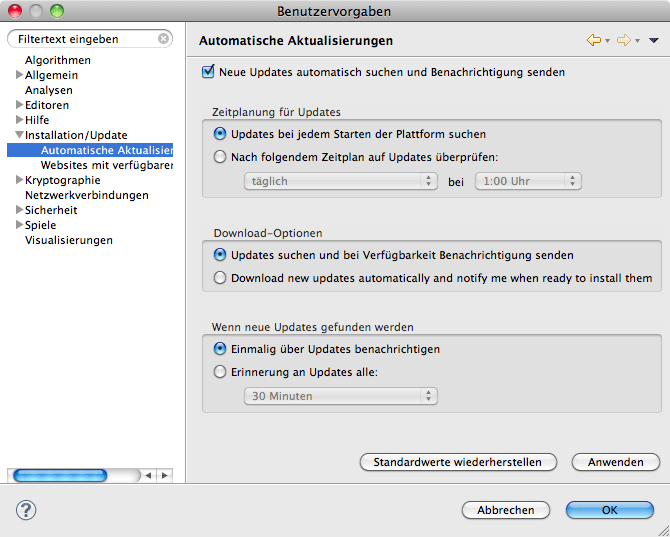 Benutzervorgaben
Filtertext eingeben
Algorithmen
Allgemein
Analysen
Editoren
Hilfe
Installation/Update
Automatische Aktualisier
Websites mit verfügbarer
Kryptographie
Netzwerkverbindungen
Sicherheit
Spiele
Visualisierungen
Automatische Aktualisierungen
Neue Updates automatisch suchen und Benachrichtigung senden
Zeitplanung für Updates
Updates bei jedem Starten der Plattform suchen
Nach folgendem Zeitplan auf Updates überprüfen:
täglich bei 1:00 Uhr
Download-Optionen
Updates suchen und bei Verfügbarkeit Benachrichtigung senden
Download new updates automatically and notify me when ready to install them
Wenn neue Updates gefunden werden
Einmalig über Updates benachrichtigen
Erinnerung an Updates alle:
30 Minuten
Standardwerte wiederherstellen Anwenden
? Abbrechen OK